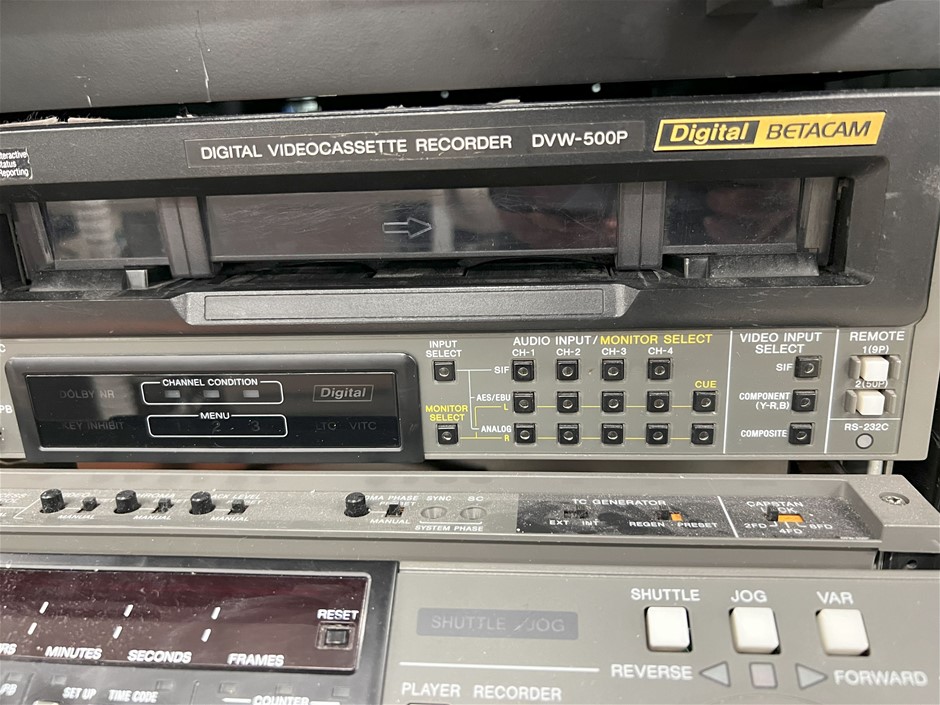 DIGITAL VIDEOCASSETTE RECORDER DVW-500P
Digital BETACAM
Status
Reporting
INPUT SELECT
AUDIO INPUT/MONITOR SELECT
CH-1 CH-2 CH-3 CH-4
SIF
AES/EBU
L
CUE
MONITOR SELECT
ANALOG
R
VIDEO INPUT SELECT
SIF
COMPONENT (Y-R,B)
COMPOSITE
REMOTE
1(9P)
2(50P)
RS-232C
PB
DOLBY NR
CHANNEL CONDITION
Digital
KEY INHIBIT
MENU
2 3
LTC VITC
MANUAL
MANUAL
MANUAL
PHASE
SYNC SC
MANUAL
SYSTEM PHASE
TC GENERATOR
EXT INT
REGEN PRESET
CAPSTAN
2FD 4FD 8FD
RESET
MINUTES SECONDS FRAMES
PB
SET UP TIME CODE
COUNTER
SHUTTLE / JOG
SHUTTLE JOG VAR
REVERSE FORWARD
PLAYER RECORDER